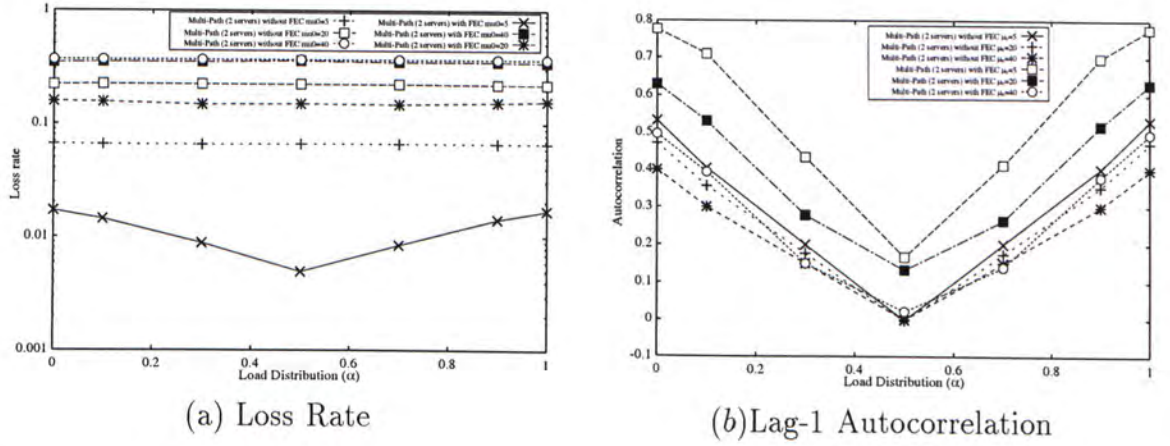 Multi-Path (2 servers) without FEC mu0=5
Multi-Path (2 servers) without FEC mu0=20
Multi-Path (2 servers) without FEC mu0=40
Multi-Path (2 servers) with FEC mu0=5
Multi-Path (2 servers) with FEC mu0=40
Multi-Path (2 servers) with FEC mu0=20
1
0.1
0.01
0.001
Loss rate
0
0.2
0.4
0.6
0.8
1
Load Distribution (α)
(a) Loss Rate
Multi-Path (2 servers) without FEC μ₀=5
Multi-Path (2 servers) without FEC μ₀=20
Multi-Path (2 servers) without FEC μ₀=40
Multi-Path (2 servers) with FEC μ₀=5
Multi-Path (2 servers) with FEC μ₀=20
Multi-Path (2 servers) with FEC μ₀=40
0.8
0.7
0.6
0.5
0.4
0.3
0.2
0.1
0
-0.1
Autocorrelation
0
0.2
0.4
0.6
0.8
1
Load Distribution (α)
(b)Lag-1 Autocorrelation